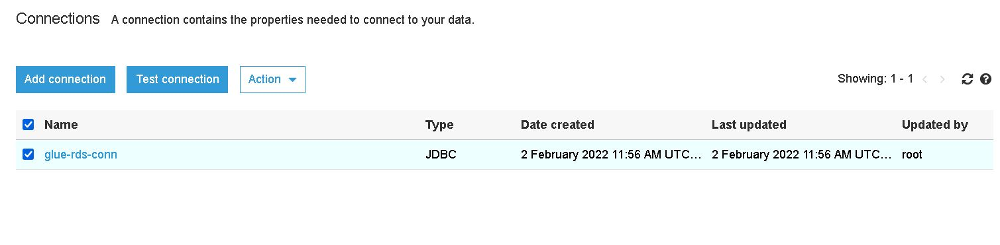 Connections A connection contains the properties needed to connect to your data.
Add connection Test connection Action Showing: 1 - 1
Name Type Date created Last updated Updated by
glue-rds-conn JDBC 2 February 2022 11:56 AM UTC... 2 February 2022 11:56 AM UTC... root